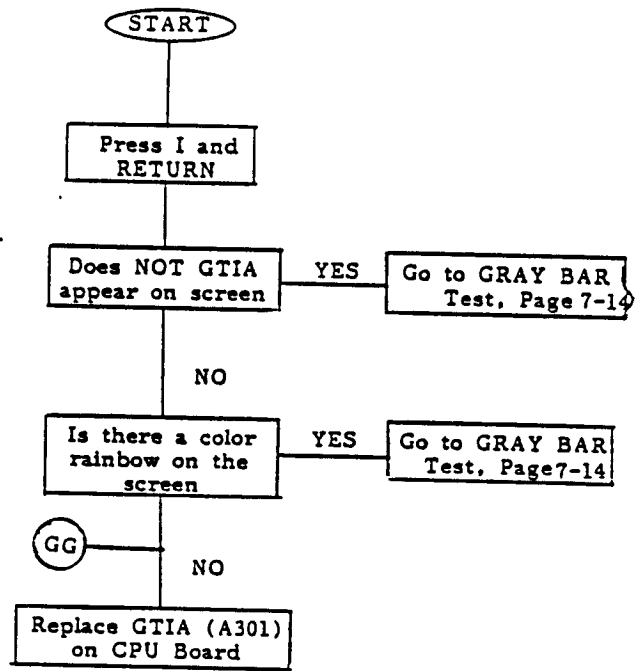 START
Press I and
RETURN
Does NOT GTIA
appear on screen
YES
Go to GRAY BAR
Test, Page 7-14
NO
Is there a color
rainbow on the
screen
YES
Go to GRAY BAR
Test, Page 7-14
GG
NO
Replace GTIA (A301)
on CPU Board